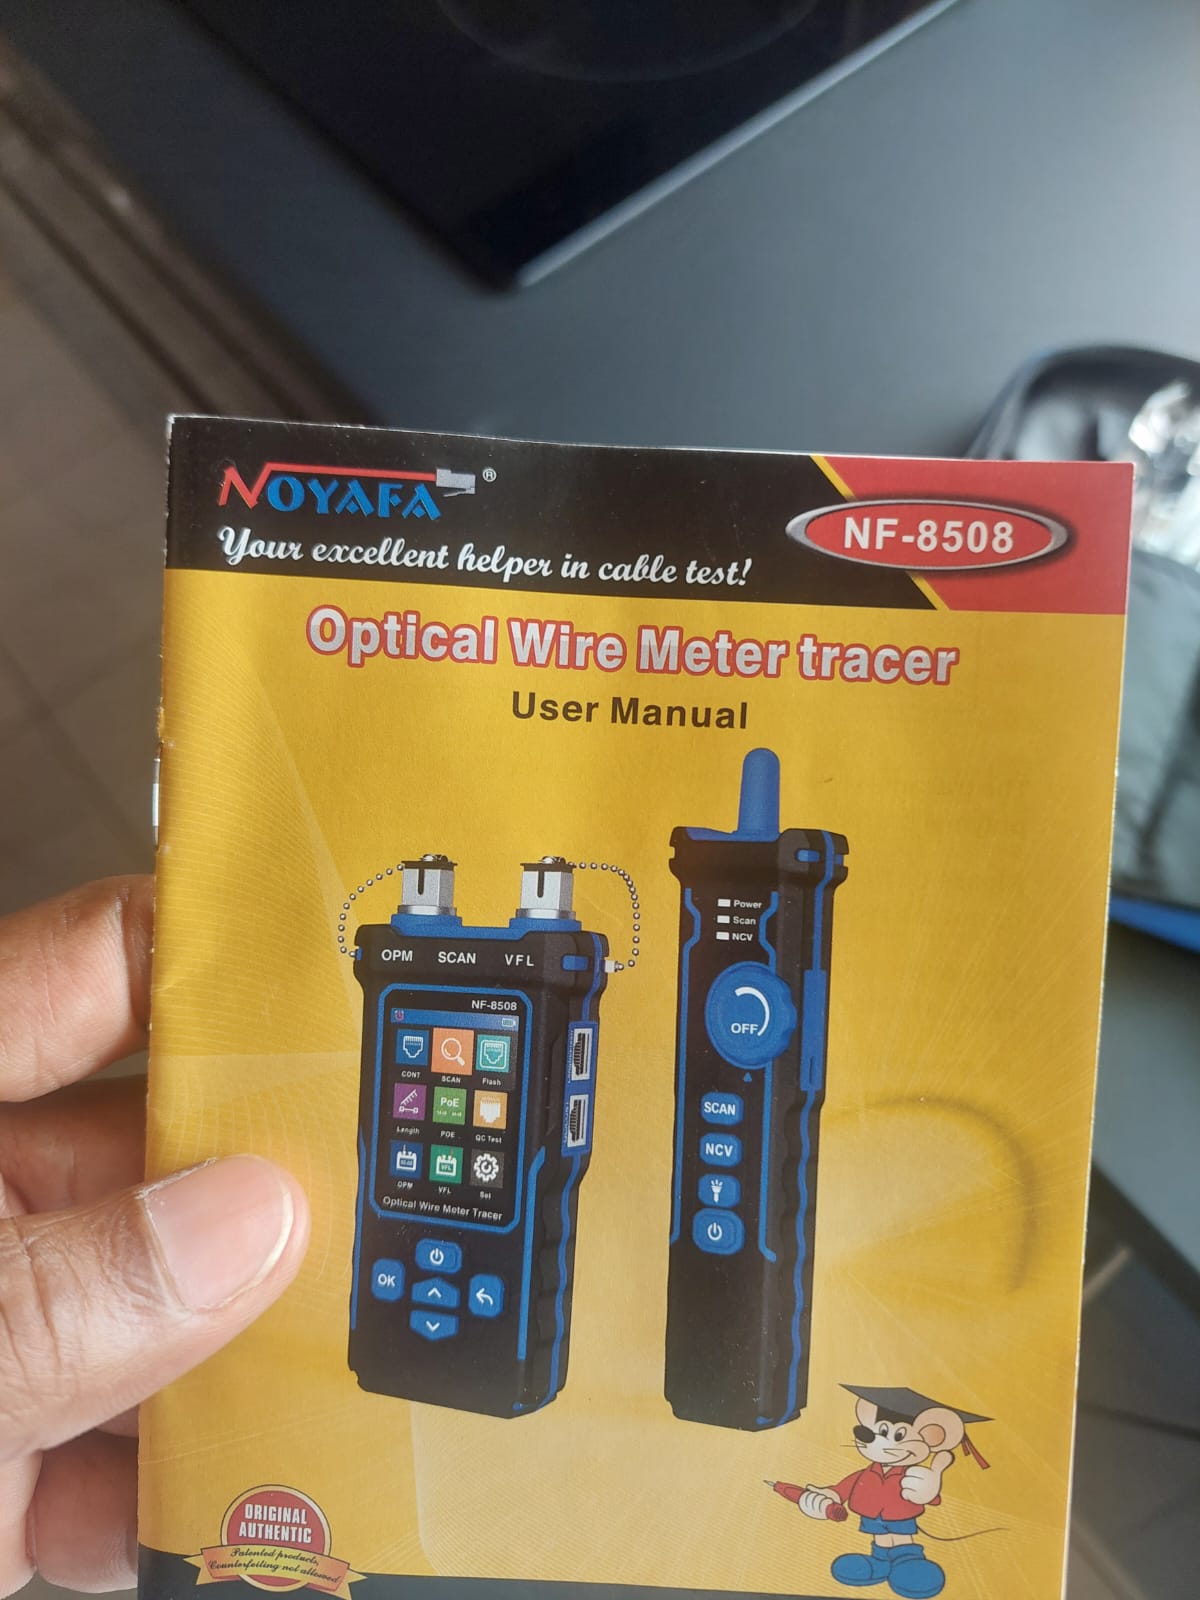 NOYAFA®
Your excellent helper in cable test!
NF-8508
Optical Wire Meter tracer
User Manual
OPM SCAN VFL
NF-8508
CONT SCAN Flash
PoE
Length POE QC Test
VFL
OPM VFL Set
Optical Wire Meter Tracer
OK
Power
Scan
NCV
OFF
SCAN
NCV
ORIGINAL
AUTHENTIC
Patented products,
Counterfeiting not allowed